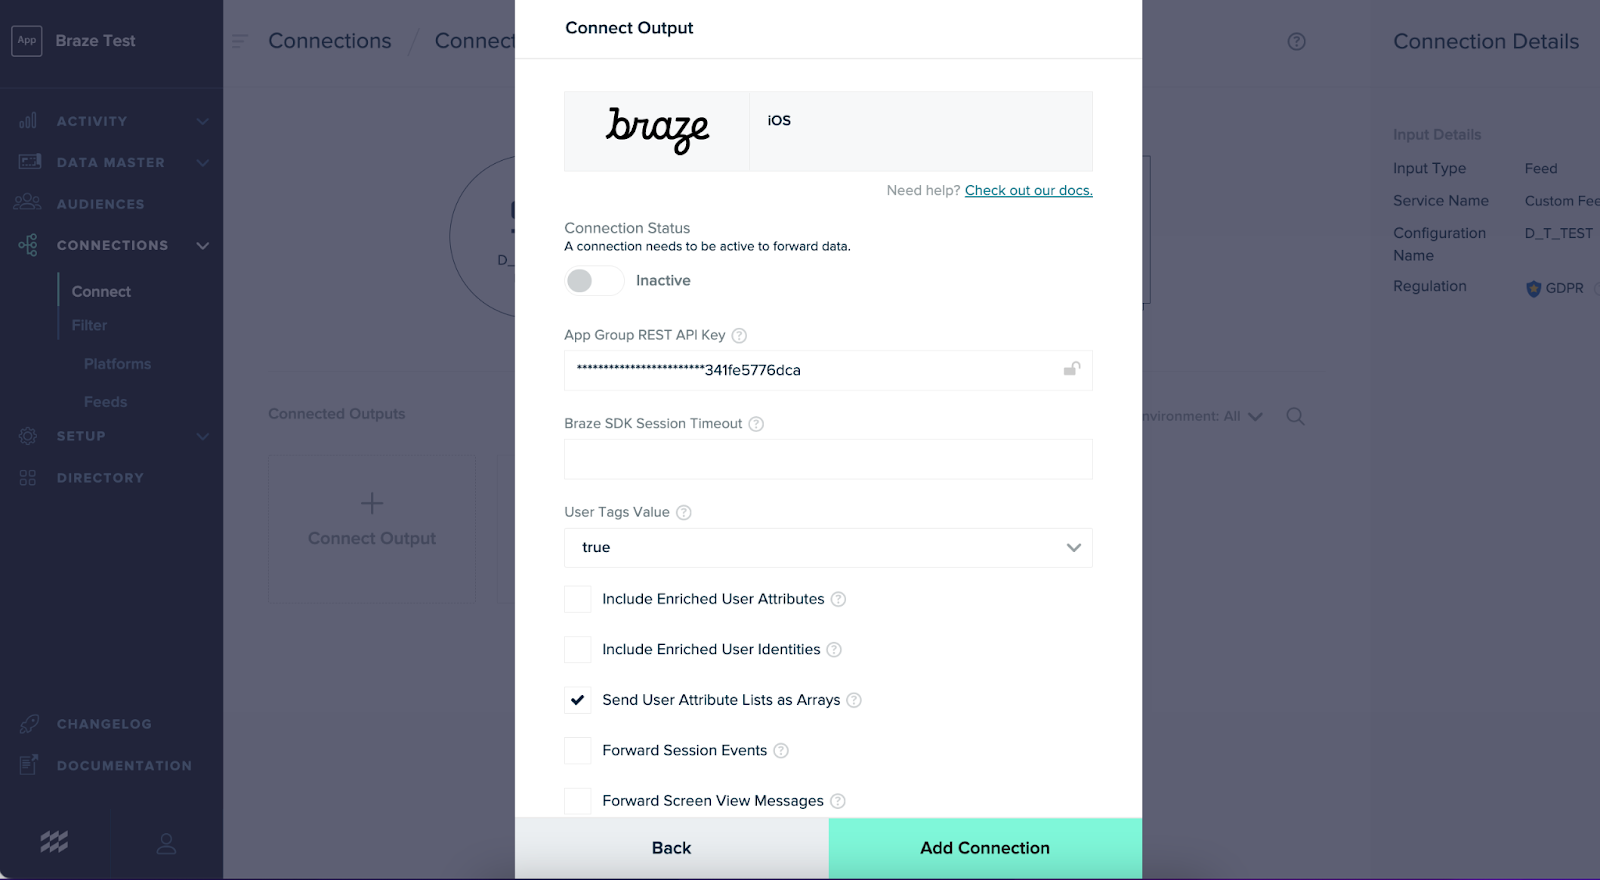 App
Braze Test
ACTIVITY
DATA MASTER
AUDIENCES
CONNECTIONS
Connect
Filter
Platforms
Feeds
SETUP
DIRECTORY
CHANGELOG
DOCUMENTATION
Connections / Connect
D_
Connected Outputs
Connect Output
Connect Output
braze
iOS
Need help? Check out our docs.
Connection Status
A connection needs to be active to forward data.
Inactive
App Group REST API Key ?
************************341fe5776dca
Braze SDK Session Timeout ?
User Tags Value ?
true
Include Enriched User Attributes ?
Include Enriched User Identities ?
Send User Attribute Lists as Arrays ?
Forward Session Events ?
Forward Screen View Messages ?
Back
Add Connection
?
nvironment: All
Connection Details
Input Details
Input Type Feed
Service Name Custom Fee
Configuration D_T_TEST
Name
Regulation GDPR